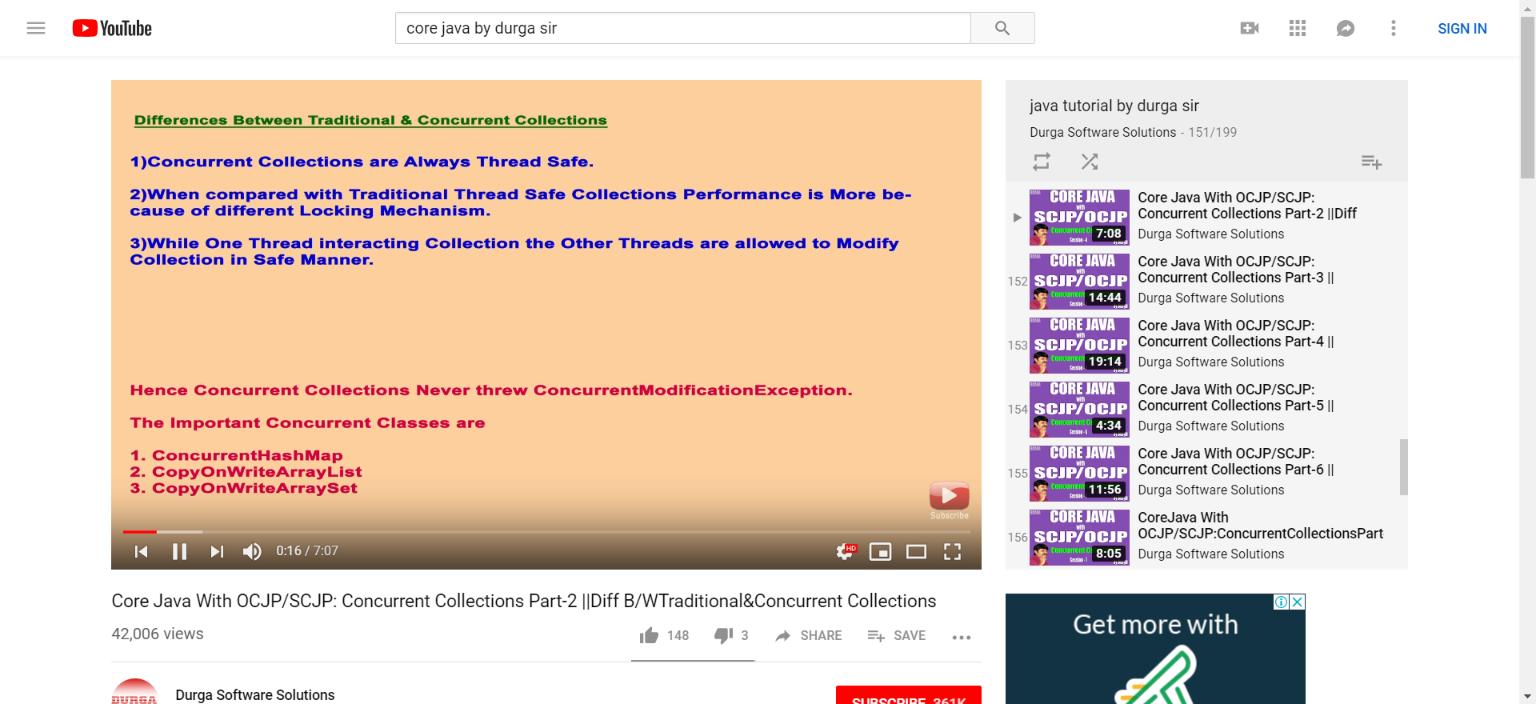 YouTube
core java by durga sir
SIGN IN
Differences Between Traditional & Concurrent Collections
1)Concurrent Collections are Always Thread Safe.
2)When compared with Traditional Thread Safe Collections Performance is More be-
cause of different Locking Mechanism.
3)While One Thread interacting Collection the Other Threads are allowed to Modify
Collection in Safe Manner.
Hence Concurrent Collections Never threw ConcurrentModificationException.
The Important Concurrent Classes are
1. ConcurrentHashMap
2. CopyOnWriteArrayList
3. CopyOnWriteArraySet
Subscribe
0:16 / 7:07
HD
Core Java With OCJP/SCJP: Concurrent Collections Part-2 ||Diff B/WTraditional&Concurrent Collections
42,006 views
148
3
SHARE
SAVE
DURGA
Durga Software Solutions
SUBSCRIBE 361K
java tutorial by durga sir
Durga Software Solutions - 151/199
CORE JAVA
with
SCJP/OCJP
7:08
Core Java With OCJP/SCJP:
Concurrent Collections Part-2 ||Diff
Durga Software Solutions
152
CORE JAVA
with
SCJP/OCJP
14:44
Core Java With OCJP/SCJP:
Concurrent Collections Part-3 ||
Durga Software Solutions
153
CORE JAVA
with
SCJP/OCJP
19:14
Core Java With OCJP/SCJP:
Concurrent Collections Part-4 ||
Durga Software Solutions
154
CORE JAVA
with
SCJP/OCJP
4:34
Core Java With OCJP/SCJP:
Concurrent Collections Part-5 ||
Durga Software Solutions
155
CORE JAVA
with
SCJP/OCJP
11:56
Core Java With OCJP/SCJP:
Concurrent Collections Part-6 ||
Durga Software Solutions
156
CORE JAVA
with
SCJP/OCJP
8:05
CoreJava With
OCJP/SCJP:ConcurrentCollectionsPart
Durga Software Solutions
Get more with